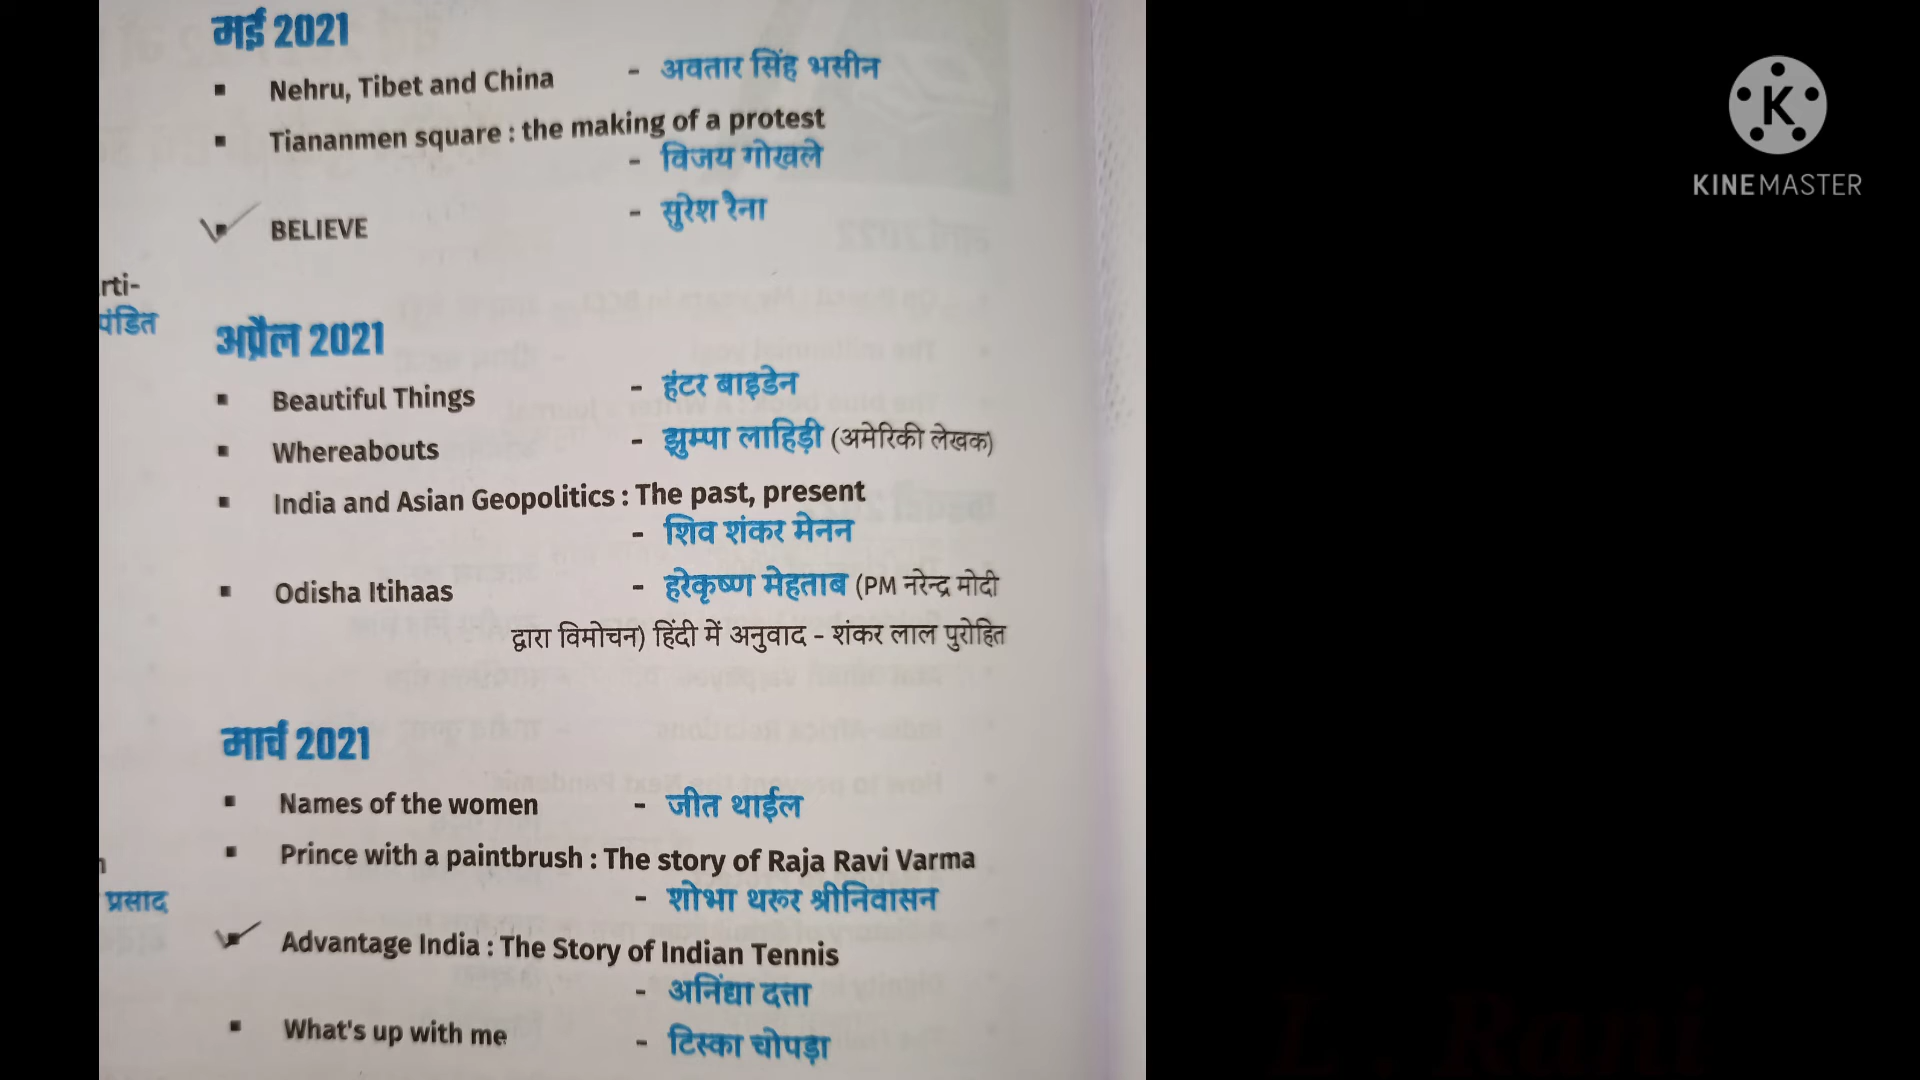 मई 2021
▪ Nehru, Tibet and China - अवतार सिंह भसीन
▪ Tiananmen square : the making of a protest
- विजय गोखले
▪ BELIEVE - सुरेश रैना
rti-
पंडित
अप्रैल 2021
▪ Beautiful Things - हंटर बाइडेन
▪ Whereabouts - झुम्पा लाहिड़ी (अमेरिकी लेखक)
▪ India and Asian Geopolitics : The past, present
- शिव शंकर मेनन
▪ Odisha Itihaas - हरेकृष्ण मेहताब (PM नरेन्द्र मोदी
द्वारा विमोचन) हिंदी में अनुवाद - शंकर लाल पुरोहित
मार्च 2021
▪ Names of the women - जीत थाईल
▪ Prince with a paintbrush : The story of Raja Ravi Varma
- शोभा थरूर श्रीनिवासन
प्रसाद
▪ Advantage India : The Story of Indian Tennis
- अनिंद्या दत्ता
▪ What's up with me - टिस्का चोपड़ा
K
KINEMASTER
L . Rani